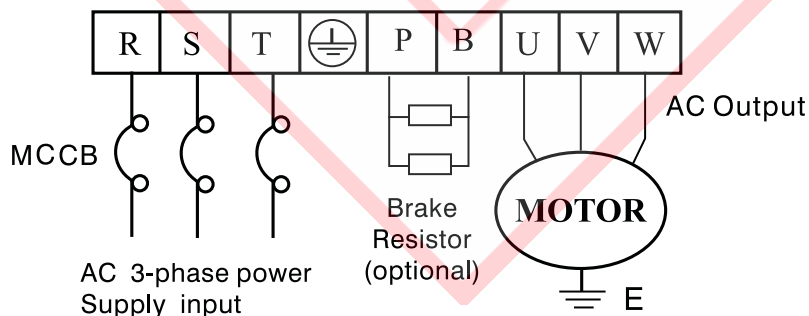 R S T P B U V W
AC Output
MCCB
Brake
Resistor
(optional)
MOTOR
AC 3-phase power
Supply input
E